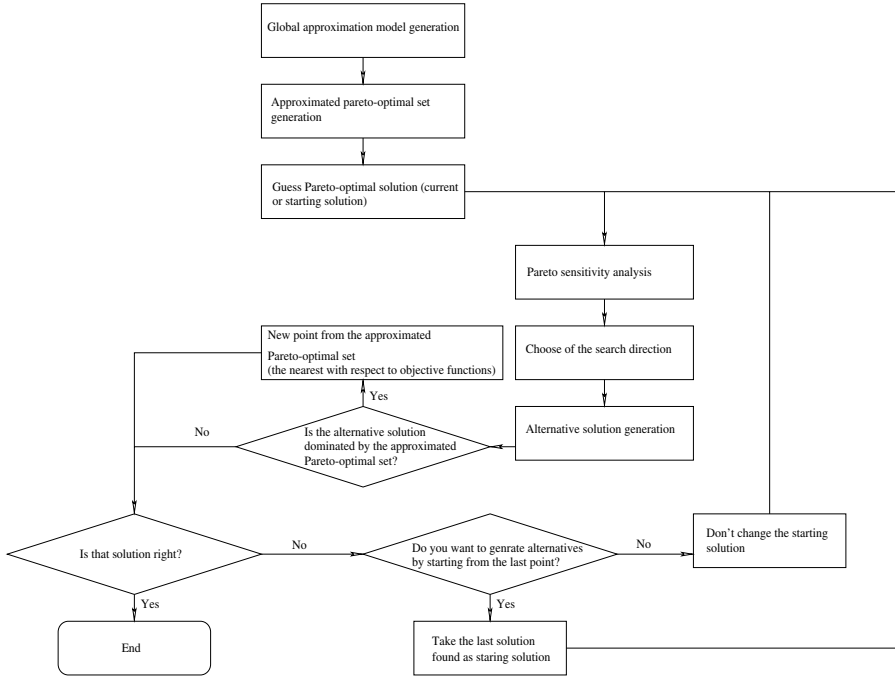 Global approximation model generation
Approximated pareto-optimal set
generation
Guess Pareto-optimal solution (current
or starting solution)
Pareto sensitivity analysis
New point from the approximated
Pareto-optimal set
(the nearest with respect to objective functions)
Choose of the search direction
Yes
No
Is the alternative solution
dominated by the approximated
Pareto-optimal set?
Alternative solution generation
Is that solution right?
No
Do you want to genrate alternatives
by starting from the last point?
No
Don't change the starting
solution
Yes
Yes
End
Take the last solution
found as staring solution